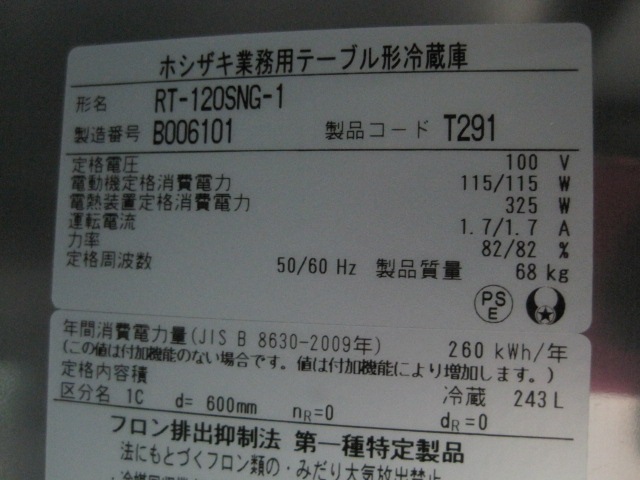 ホシザキ業務用テーブル形冷蔵庫
形名 RT-120SNG-1
製造番号 B006101 製品コード T291
定格電圧 100 V
電動機定格消費電力 115/115 W
電熱装置定格消費電力 325 W
運転電流 1.7/1.7 A
力率 82/82 %
定格周波数 50/60 Hz 製品質量 68 kg
PS
E
年間消費電力量(JIS B 8630-2009年) 260 kWh/年
(この値は付加機能のない場合です。値は付加機能により増加します。)
定格内容積 冷蔵 243L
区分名 1C d= 600mm nR=0 dR=0
フロン排出抑制法 第一種特定製品
法にもとづくフロン類の・みだり大気放出禁止